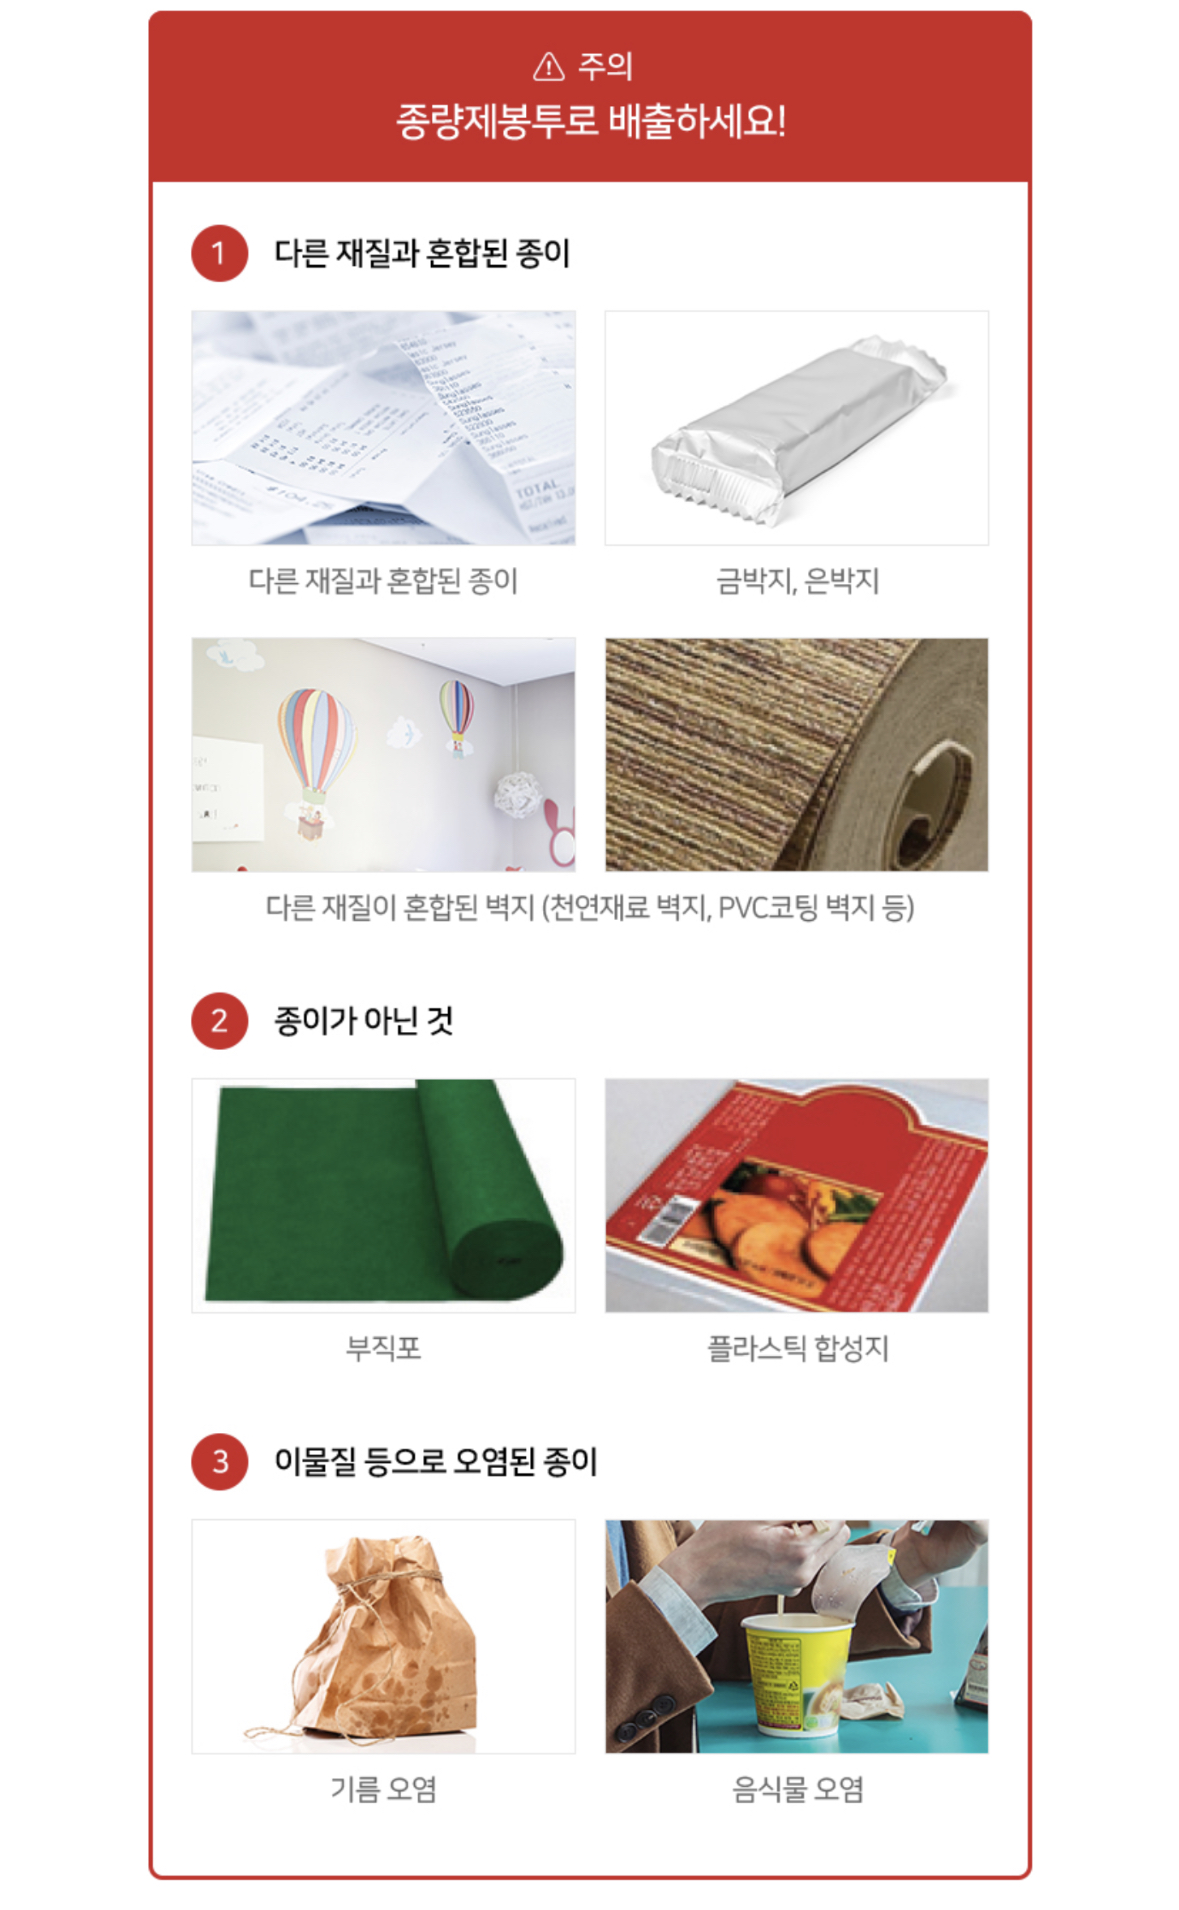 주의
종량제봉투로 배출하세요!
1 다른 재질과 혼합된 종이
TOTAL
다른 재질과 혼합된 종이
금박지, 은박지
다른 재질이 혼합된 벽지 (천연재료 벽지, PVC코팅 벽지 등)
2 종이가 아닌 것
부직포
플라스틱 합성지
3 이물질 등으로 오염된 종이
기름 오염
음식물 오염